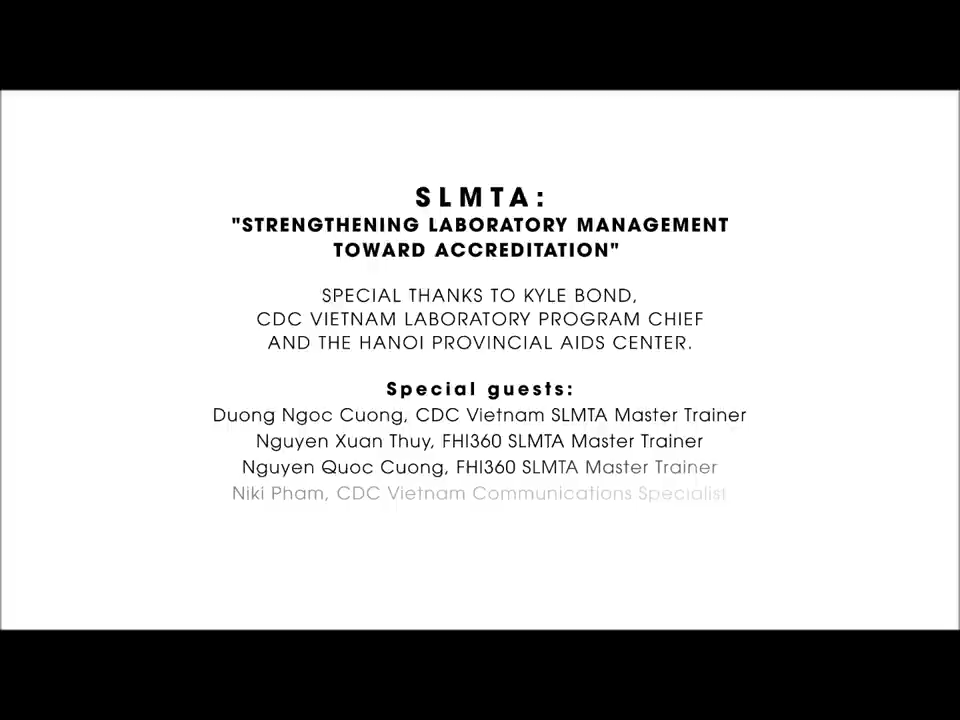 SLMTA:
"STRENGTHENING LABORATORY MANAGEMENT
TOWARD ACCREDITATION"
SPECIAL THANKS TO KYLE BOND,
CDC VIETNAM LABORATORY PROGRAM CHIEF
AND THE HANOI PROVINCIAL AIDS CENTER.
Special guests:
Duong Ngoc Cuong, CDC Vietnam SLMTA Master Trainer
Nguyen Xuan Thuy, FHI360 SLMTA Master Trainer
Nguyen Quoc Cuong, FHI360 SLMTA Master Trainer
Niki Pham, CDC Vietnam Communications Specialist